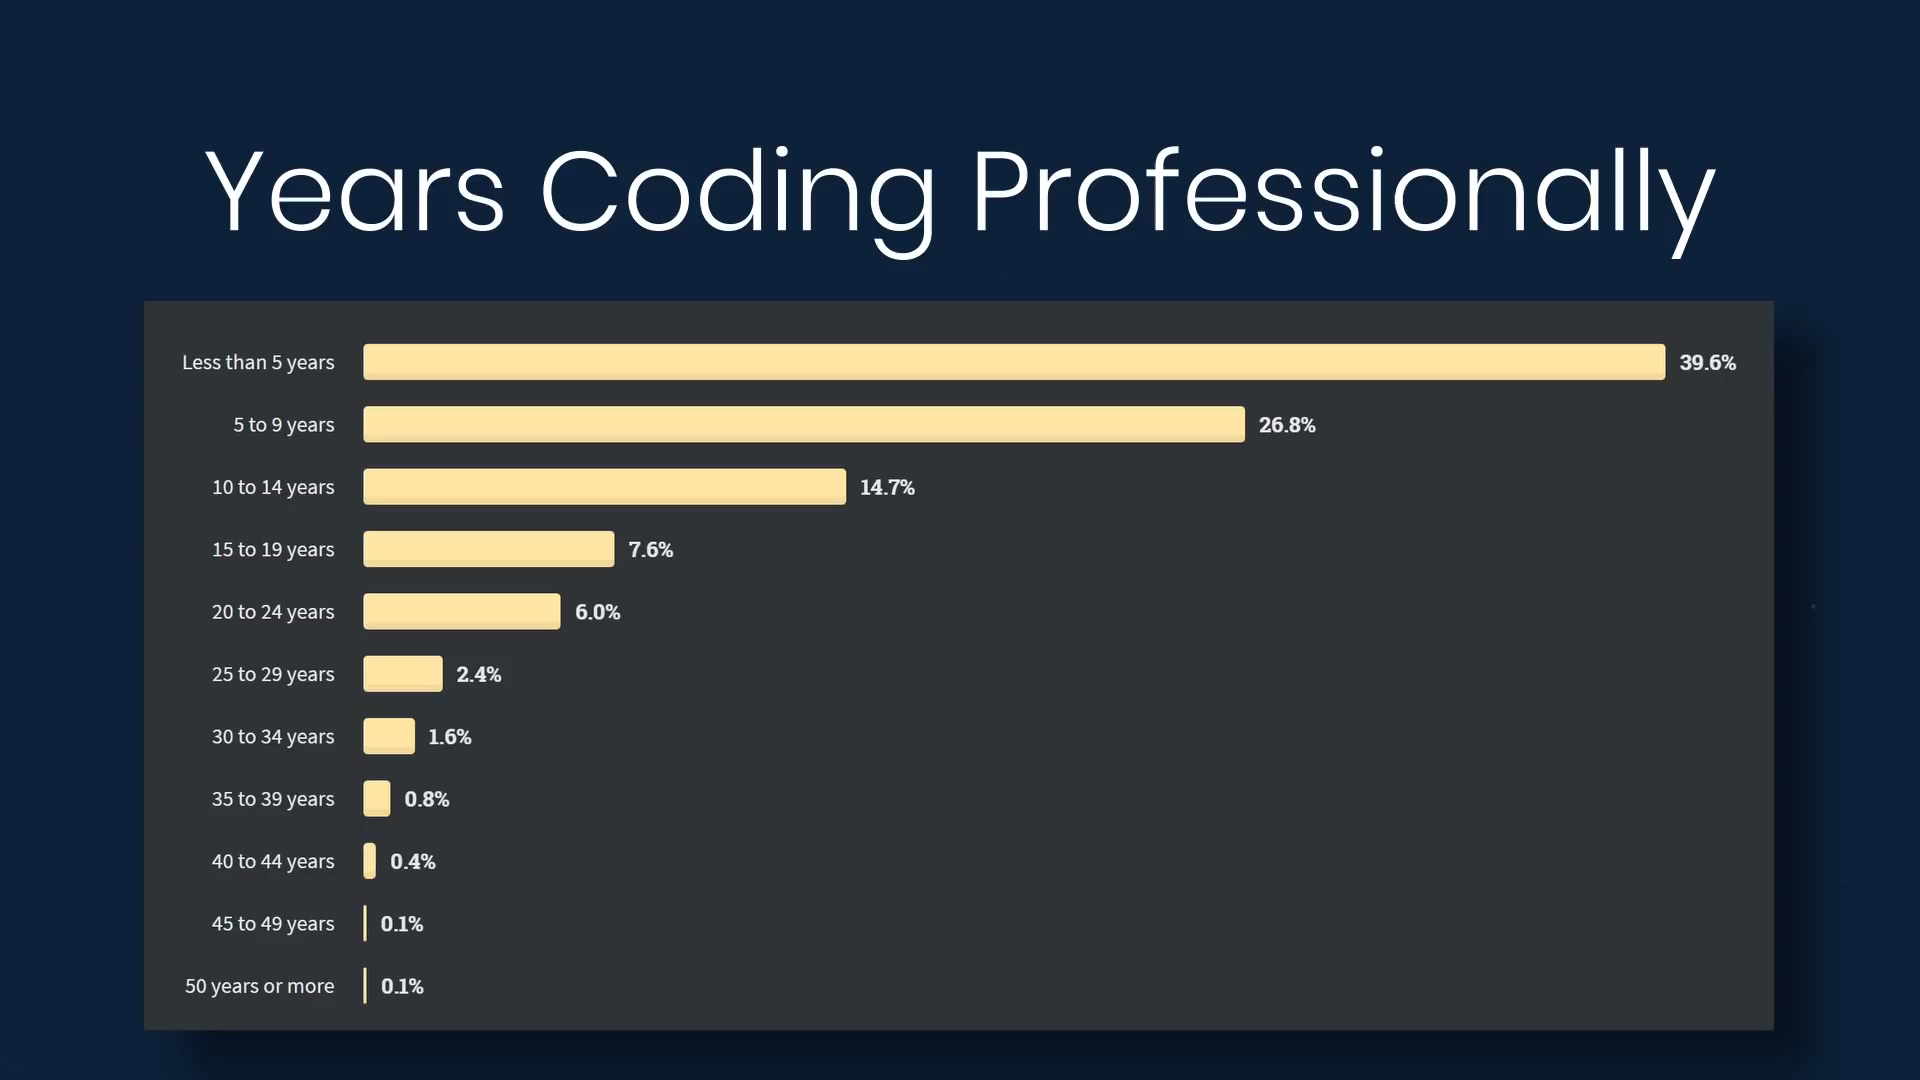 Years Coding Professionally
Less than 5 years 39.6%
5 to 9 years 26.8%
10 to 14 years 14.7%
15 to 19 years 7.6%
20 to 24 years 6.0%
25 to 29 years 2.4%
30 to 34 years 1.6%
35 to 39 years 0.8%
40 to 44 years 0.4%
45 to 49 years 0.1%
50 years or more 0.1%